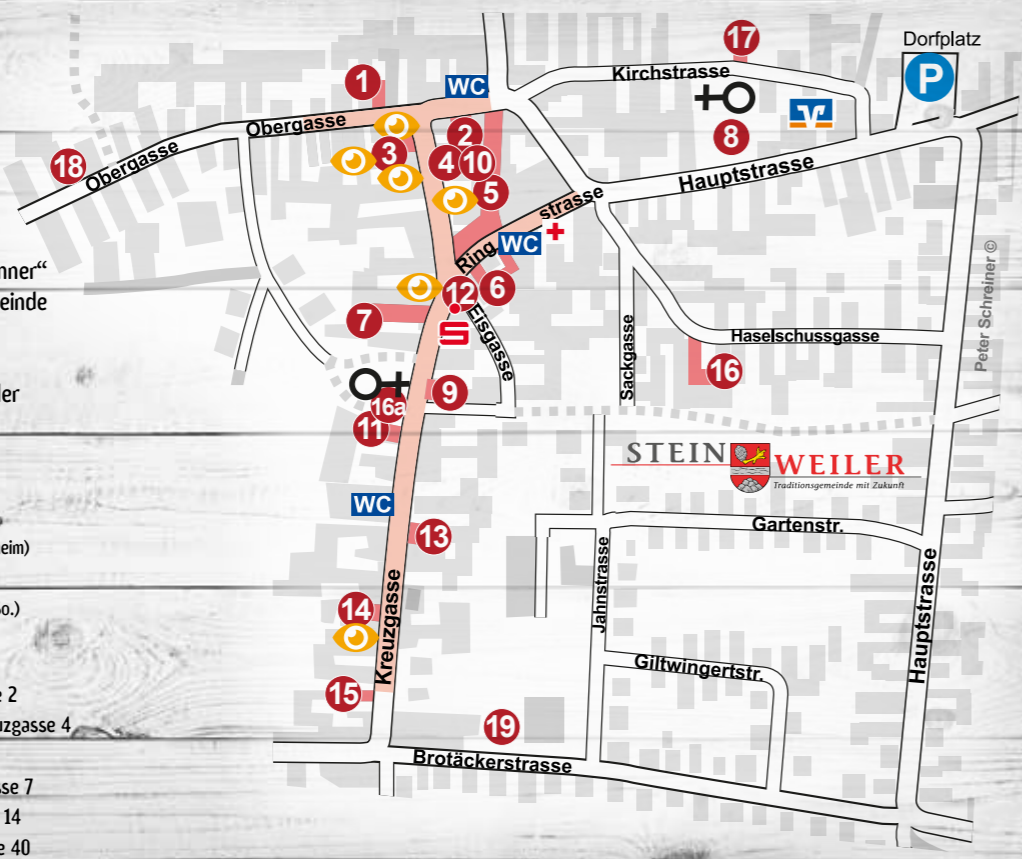 Dorfplatz
P
17
Kirchstrasse
1
WC
Obergasse
8
2
3
4
10
18
Obergasse
Hauptstrasse
5
strasse
Ring
WC
nner“
einde
6
12
7
Eisgasse
Peter Schreiner ©
Haselschussgasse
Sackgasse
16
ler
9
16a
11
STEIN WEILER
Traditionsgemeinde mit Zukunft
WC
Gartenstr.
13
eim)
Jahnstrasse
Hauptstrasse
Kreuzgasse
14
o.)
Giltwingertstr.
15
e 2
uzgasse 4
19
Brotäckerstrasse
sse 7
14
e 40